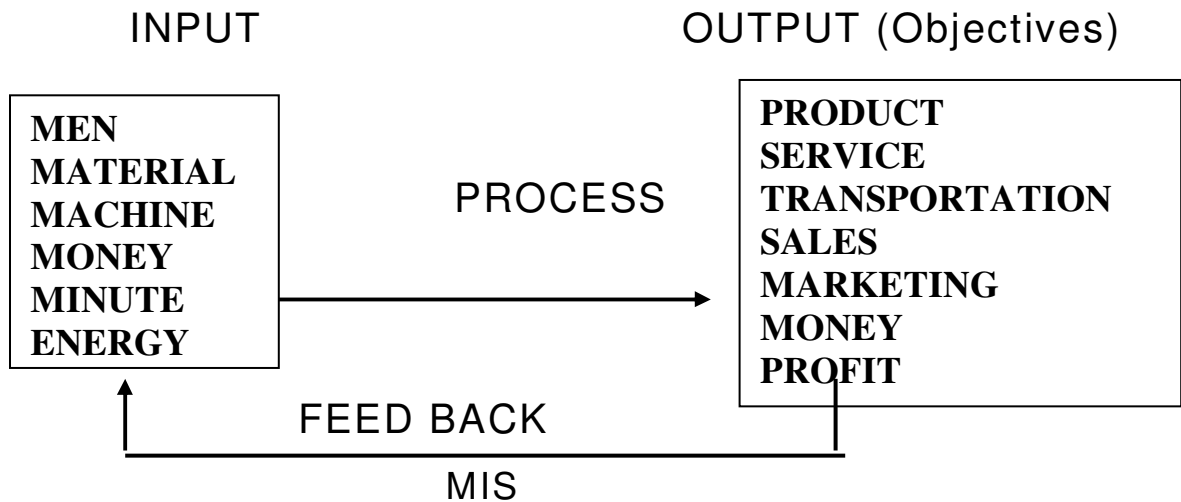 INPUT
OUTPUT (Objectives)
MEN
MATERIAL
MACHINE
MONEY
MINUTE
ENERGY
PROCESS
PRODUCT
SERVICE
TRANSPORTATION
SALES
MARKETING
MONEY
PROFIT
FEED BACK
MIS